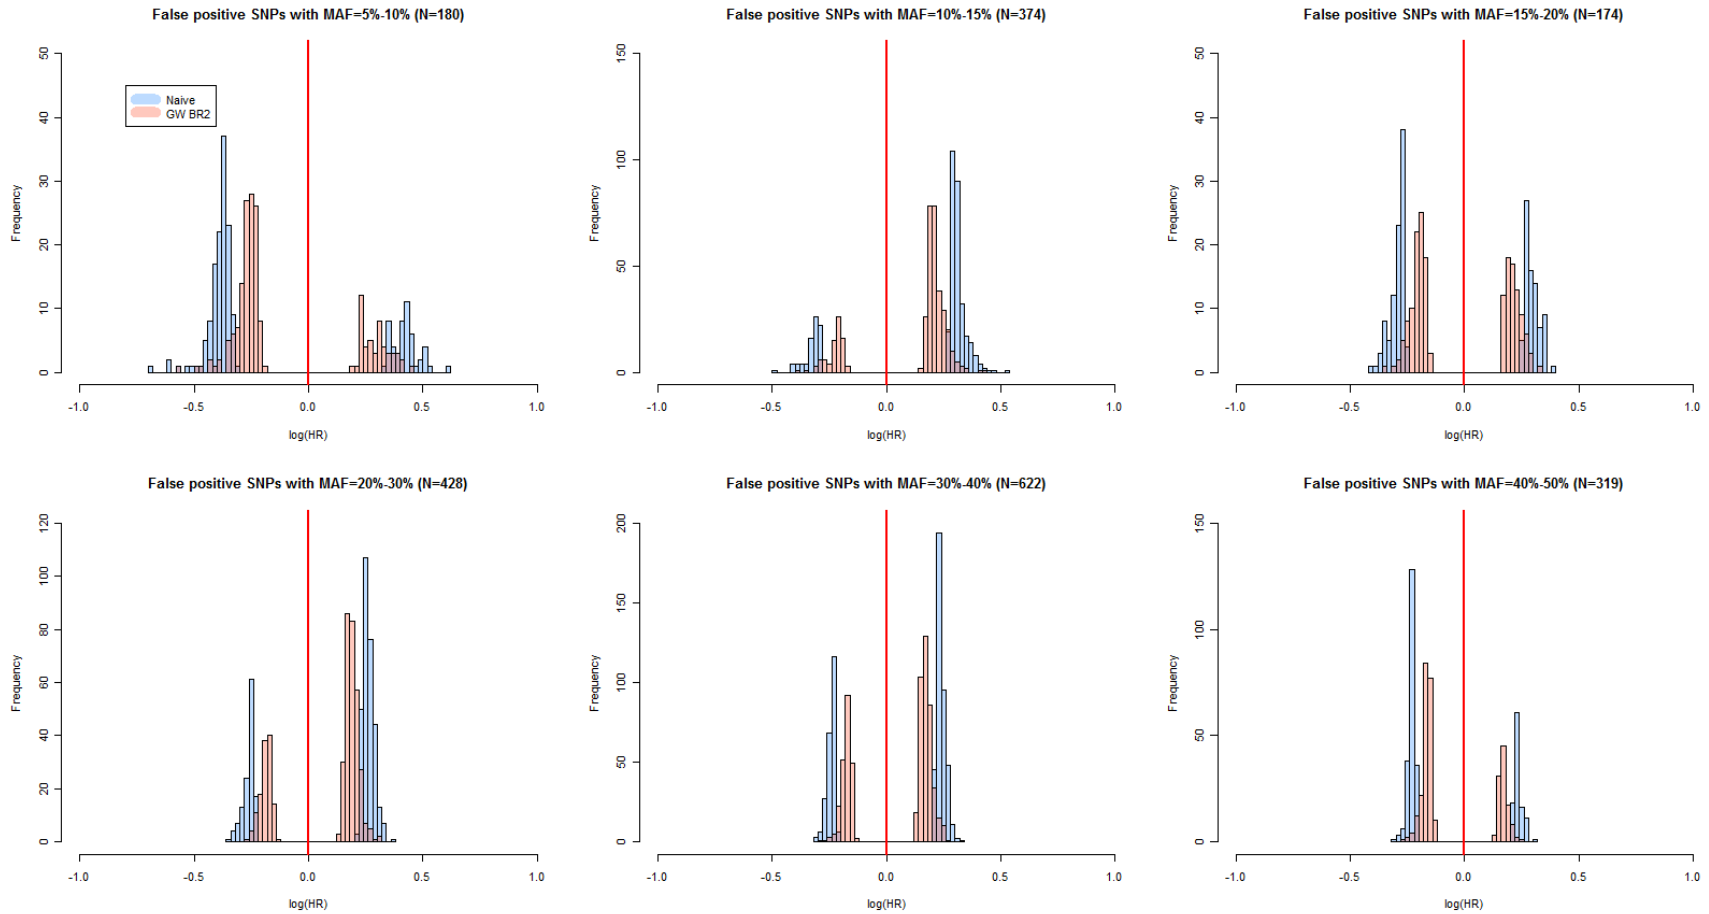 False positive SNPs with MAF=5%-10% (N=180)
50
40
30
20
10
0
Frequency
Naive
GW BR2
-1.0 -0.5 0.0 0.5 1.0
log(HR)
False positive SNPs with MAF=10%-15% (N=374)
150
100
50
0
Frequency
-1.0 -0.5 0.0 0.5 1.0
log(HR)
False positive SNPs with MAF=15%-20% (N=174)
50
40
30
20
10
0
Frequency
-1.0 -0.5 0.0 0.5 1.0
log(HR)
False positive SNPs with MAF=20%-30% (N=428)
120
100
80
60
40
20
0
Frequency
-1.0 -0.5 0.0 0.5 1.0
log(HR)
False positive SNPs with MAF=30%-40% (N=622)
200
150
100
50
0
Frequency
-1.0 -0.5 0.0 0.5 1.0
log(HR)
False positive SNPs with MAF=40%-50% (N=319)
150
100
50
0
Frequency
-1.0 -0.5 0.0 0.5 1.0
log(HR)